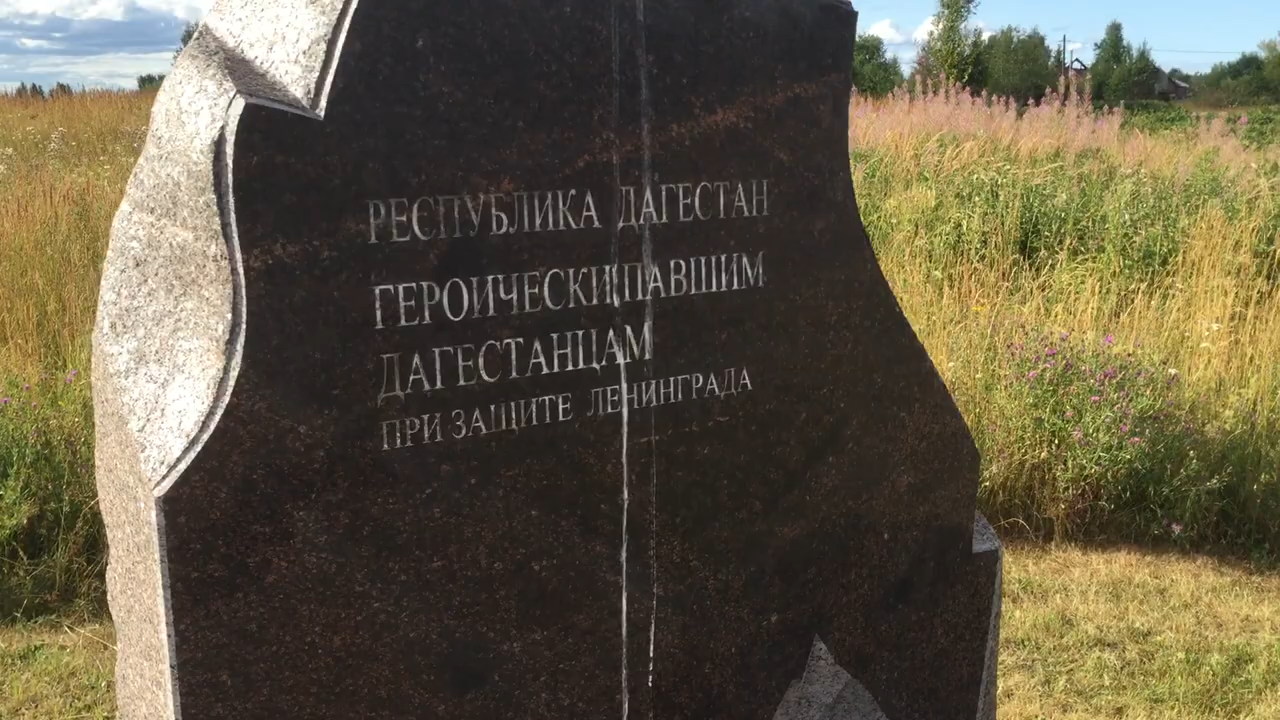 РЕСПУБЛИКА ДАГЕСТАН
ГЕРОИЧЕСКИ ПАВШИМ
ДАГЕСТАНЦАМ
ПРИ ЗАЩИТЕ ЛЕНИНГРАДА